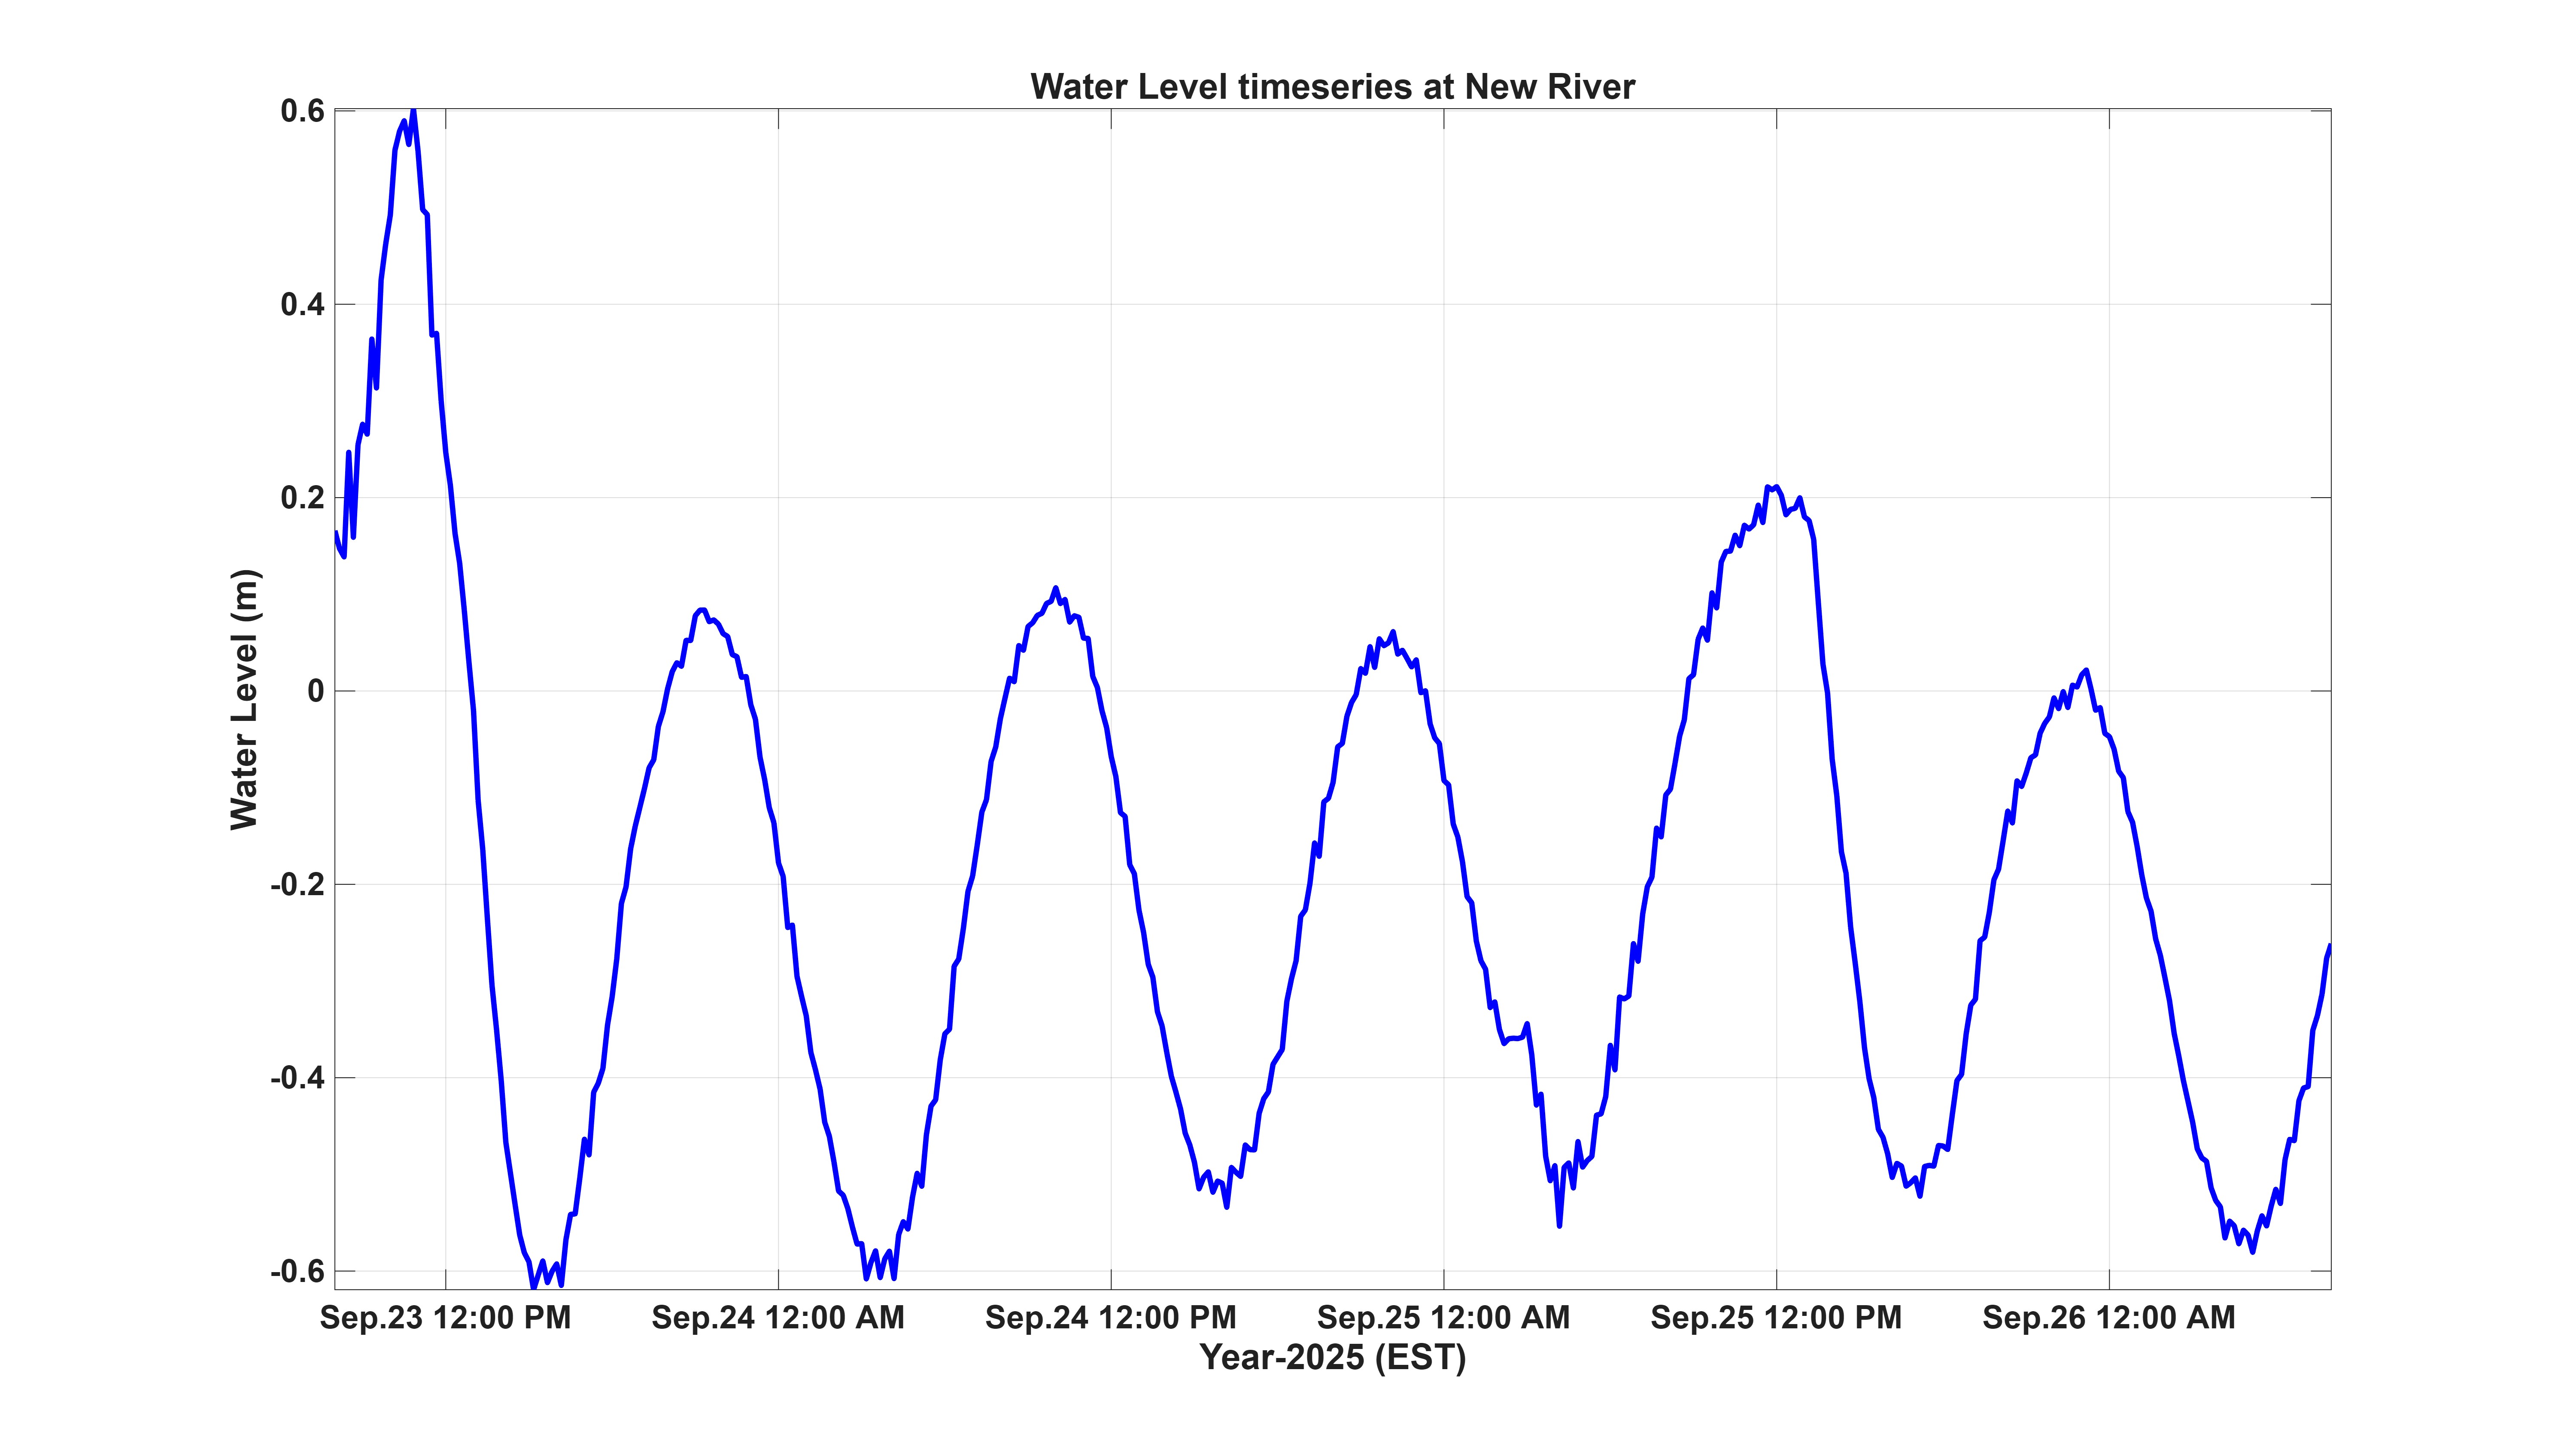 Water Level timeseries at New River
0.6
0.4
0.2
0
-0.2
-0.4
-0.6
Water Level (m)
Sep.23 12:00 PM Sep.24 12:00 AM Sep.24 12:00 PM Sep.25 12:00 AM Sep.25 12:00 PM Sep.26 12:00 AM
Year-2025 (EST)